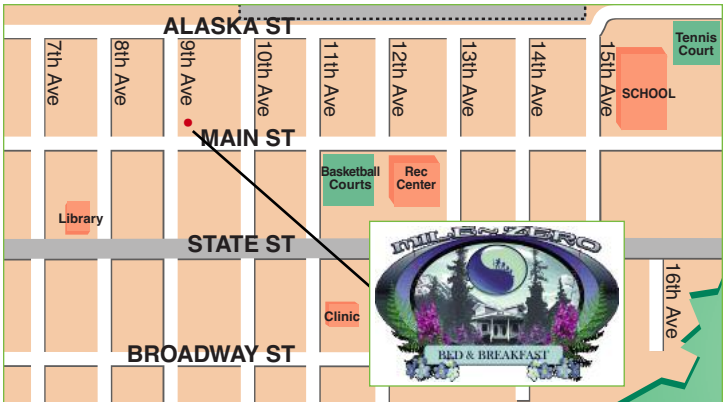 ALASKA ST
Tennis
Court
7th Ave
8th Ave
9th Ave
10th Ave
11th Ave
12th Ave
13th Ave
14th Ave
15th Ave
SCHOOL
MAIN ST
Basketball
Courts
Rec
Center
Library
STATE ST
MILE ZERO
BED & BREAKFAST
16th Ave
Clinic
BROADWAY ST